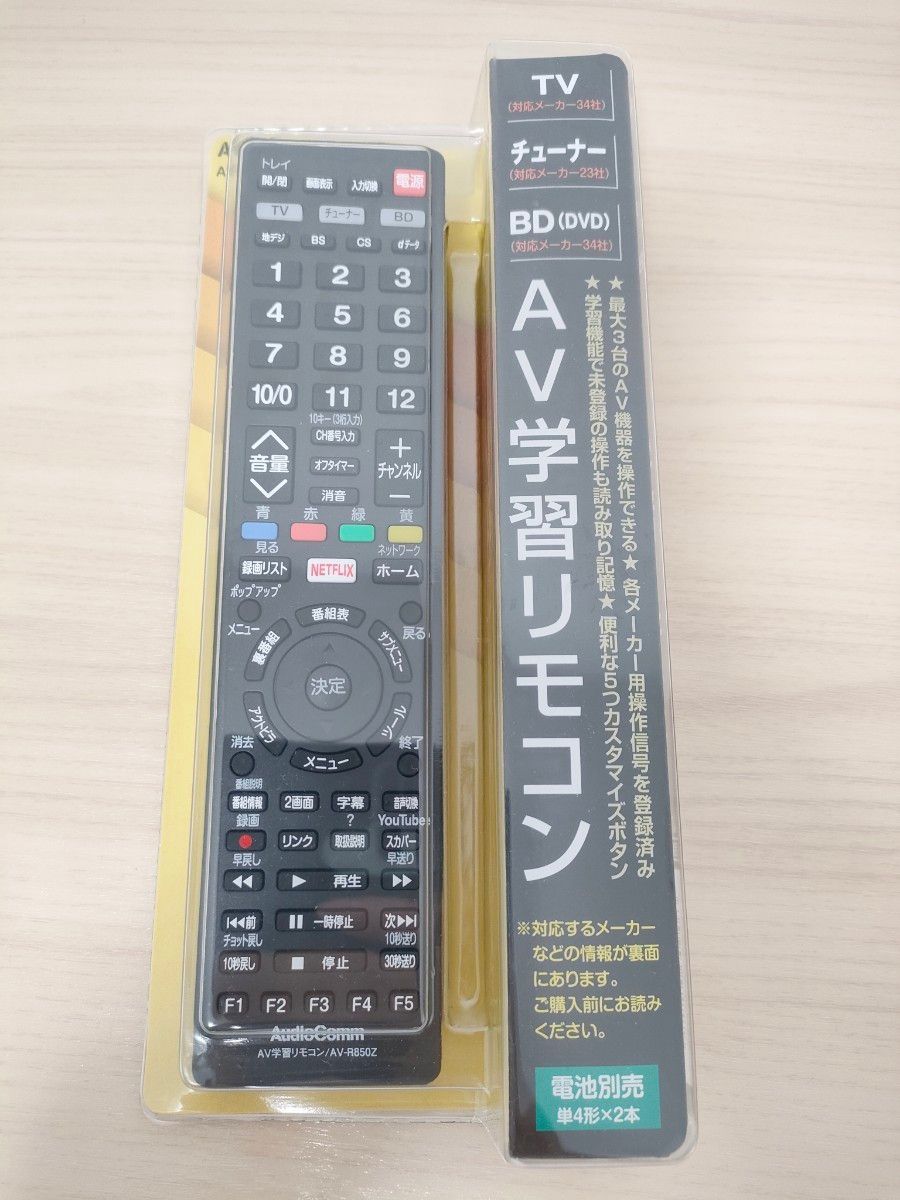 トレイ
開/閉
画面表示
入力切換
電源
TV
チューナー
BD
地デジ
BS
CS
dデータ
1
2
3
4
5
6
7
8
9
10/0
11
12
10キー(3桁入力)
CH番号入力
音量
オフタイマー
消音
＋
チャンネル
－
青
赤
緑
黄
見る
ネットワーク
録画リスト
NETFLIX
ホーム
ポップアップ
メニュー
番組表
戻る
裏番組
サブメニュー
決定
アクトビラ
ツール
消去
メニュー
終了
番組説明
番組情報
2画面
字幕
音声切換
録画
?
YouTube
リンク
取扱説明
スカパー
早戻し
早送り
再生
前
一時停止
次
チョット戻し
10秒送り
10秒戻し
停止
30秒送り
F1
F2
F3
F4
F5
AudioComm
AV学習リモコン/AV-R850Z
TV
(対応メーカー34社)
チューナー
(対応メーカー23社)
BD(DVD)
(対応メーカー34社)
AV学習リモコン
★最大3台のAV機器を操作できる★各メーカー用操作信号を登録済み
★学習機能で未登録の操作も読み取り記憶★便利な5つカスタマイズボタン
※対応するメーカー
などの情報が裏面
にあります。
ご購入前にお読み
ください。
電池別売
単4形×2本